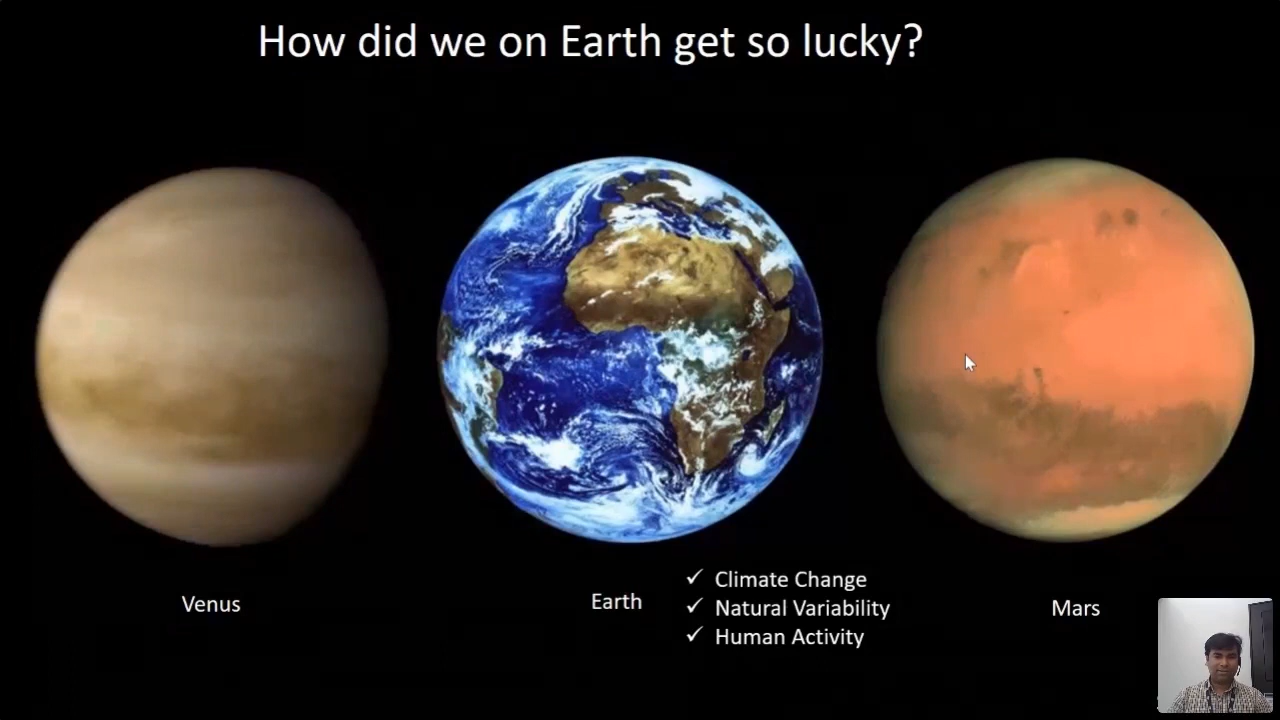 How did we on Earth get so lucky?
Venus
Earth
✓ Climate Change
✓ Natural Variability
✓ Human Activity
Mars